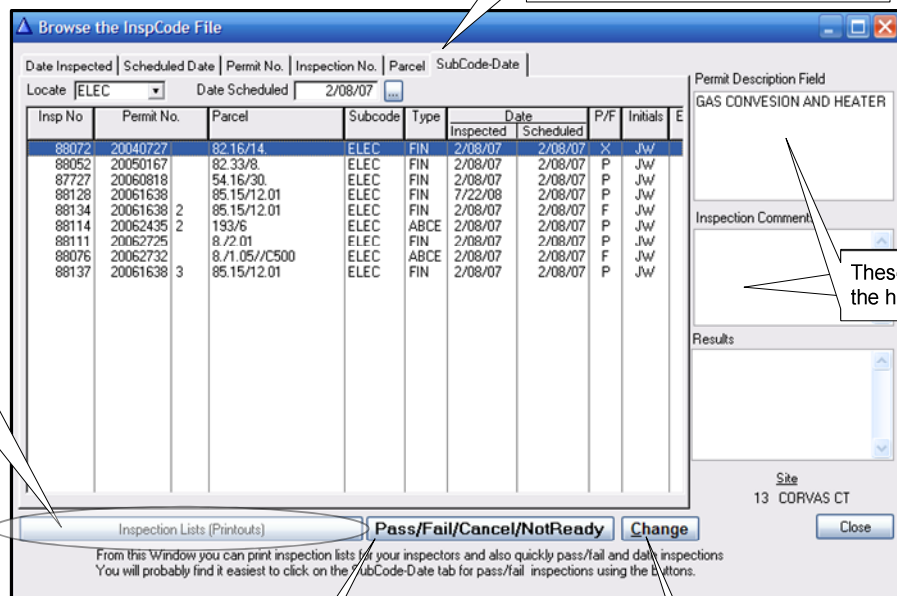 Browse the InspCode File
Date Inspected Scheduled Date Permit No. Inspection No. Parcel SubCode-Date
Locate ELEC Date Scheduled 2/08/07 ...
Insp No Permit No. Parcel Subcode Type Date P/F Initials E
Inspected Scheduled
88072 20040727 82.16/14. ELEC FIN 2/08/07 2/08/07 X JW
88052 20050167 82.33/8. ELEC FIN 2/08/07 2/08/07 P JW
87727 20060818 54.16/30. ELEC FIN 2/08/07 2/08/07 P JW
88128 20061638 85.15/12.01 ELEC FIN 7/22/08 2/08/07 P JW
88134 20061638 2 85.15/12.01 ELEC FIN 2/08/07 2/08/07 F JW
88114 20062435 2 193/6 ELEC ABCE 2/08/07 2/08/07 P JW
88111 20062725 8./2.01 ELEC FIN 2/08/07 2/08/07 P JW
88076 20062732 8./1.05//C500 ELEC ABCE 2/08/07 2/08/07 F JW
88137 20061638 3 85.15/12.01 ELEC FIN 2/08/07 2/08/07 P JW
Permit Description Field
GAS CONVESION AND HEATER
Inspection Comments
These
the h
Results
Site
13 CORVAS CT
Inspection Lists (Printouts) Pass/Fail/Cancel/NotReady Change Close
From this Window you can print inspection lists for your inspectors and also quickly pass/fail and date inspections
You will probably find it easiest to click on the SubCode-Date tab for pass/fail inspections using the buttons.